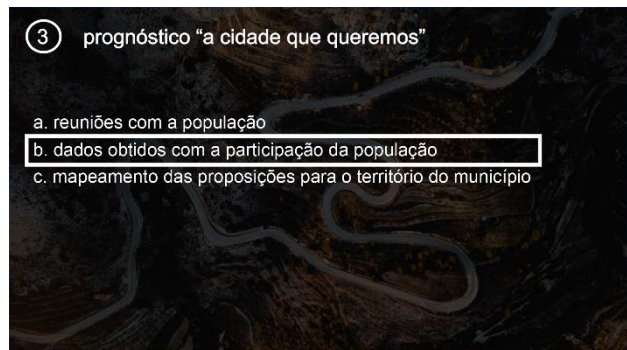 3 prognóstico “a cidade que queremos”
a. reuniões com a população
b. dados obtidos com a participação da população
c. mapeamento das proposições para o território do município